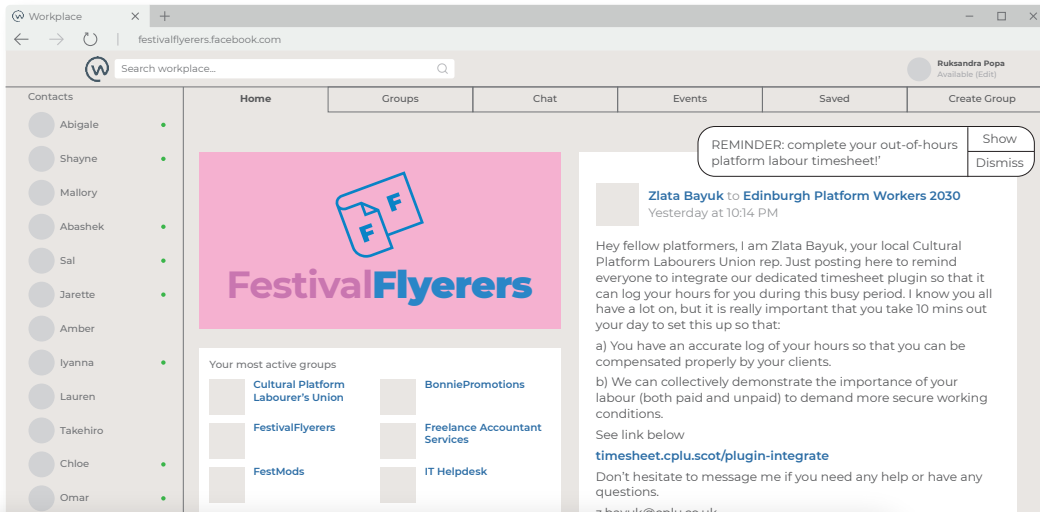 Workplace
festivalflyerers.facebook.com
Search workplace...
Ruksandra Popa
Available (Edit)
Contacts
Home
Groups
Chat
Events
Saved
Create Group
Abigale
Shayne
Mallory
Abashek
Sal
Jarette
Amber
Iyanna
Lauren
Takehiro
Chloe
Omar
F
F
FestivalFlyerers
Your most active groups
Cultural Platform
Labourer's Union
BonniePromotions
FestivalFlyerers
Freelance Accountant
Services
FestMods
IT Helpdesk
REMINDER: complete your out-of-hours
platform labour timesheet!'
Show
Dismiss
Zlata Bayuk to Edinburgh Platform Workers 2030
Yesterday at 10:14 PM
Hey fellow platformers, I am Zlata Bayuk, your local Cultural
Platform Labourers Union rep. Just posting here to remind
everyone to integrate our dedicated timesheet plugin so that it
can log your hours for you during this busy period. I know you all
have a lot on, but it is really important that you take 10 mins out
your day to set this up so that:
a) You have an accurate log of your hours so that you can be
compensated properly by your clients.
b) We can collectively demonstrate the importance of your
labour (both paid and unpaid) to demand more secure working
conditions.
See link below
timesheet.cplu.scot/plugin-integrate
Don't hesitate to message me if you need any help or have any
questions.
z.bayuk@cplu.co.uk